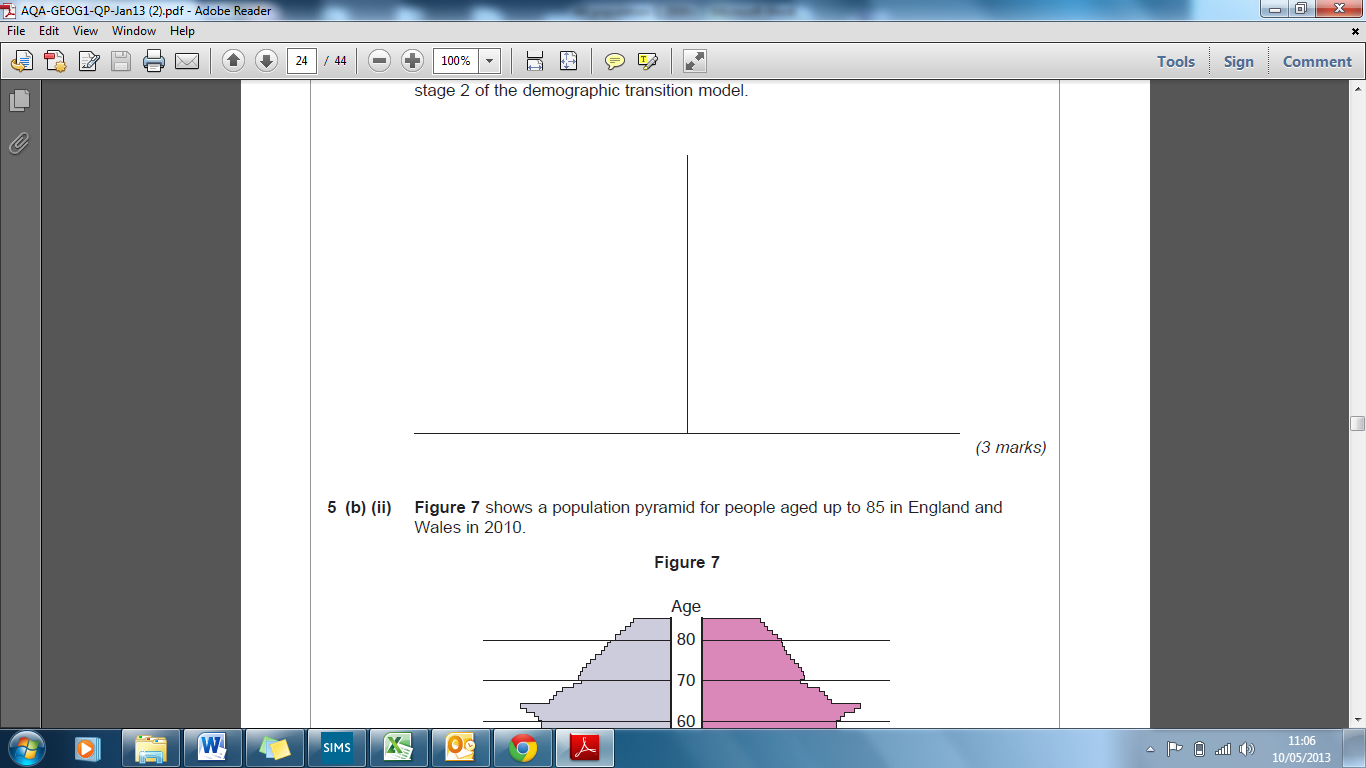 AQA-GEOG1-QP-Jan13 (2).pdf - Adobe Reader
File Edit View Window Help
24 / 44
100%
Tools Sign Comment
stage 2 of the demographic transition model.
(3 marks)
5 (b) (ii) Figure 7 shows a population pyramid for people aged up to 85 in England and
Wales in 2010.
Figure 7
Age
80
70
60
SIMS
11:06
10/05/2013